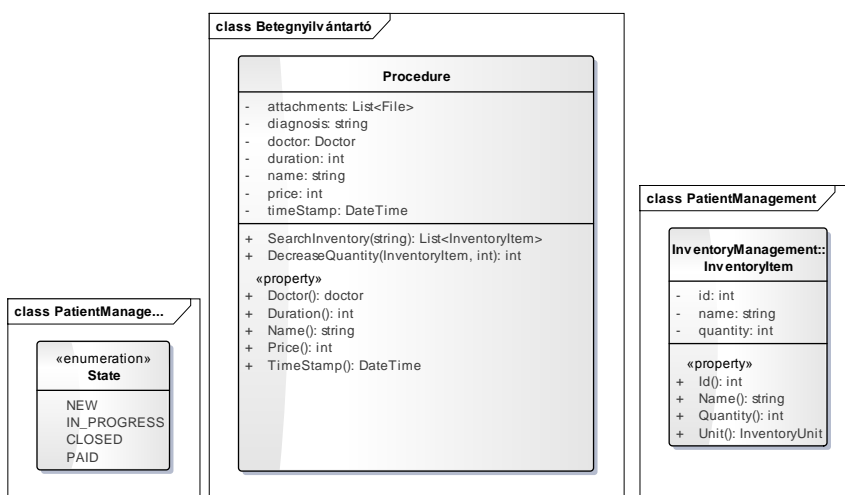 class Betegnyilvántartó
Procedure
- attachments: List<File>
- diagnosis: string
- doctor: Doctor
- duration: int
- name: string
- price: int
- timeStamp: DateTime
+ SearchInventory(string): List<InventoryItem>
+ DecreaseQuantity(InventoryItem, int): int
«property»
+ Doctor(): doctor
+ Duration(): int
+ Name(): string
+ Price(): int
+ TimeStamp(): DateTime
class PatientManage...
«enumeration»
State
NEW
IN_PROGRESS
CLOSED
PAID
class PatientManagement
InventoryManagement::
InventoryItem
- id: int
- name: string
- quantity: int
«property»
+ Id(): int
+ Name(): string
+ Quantity(): int
+ Unit(): InventoryUnit